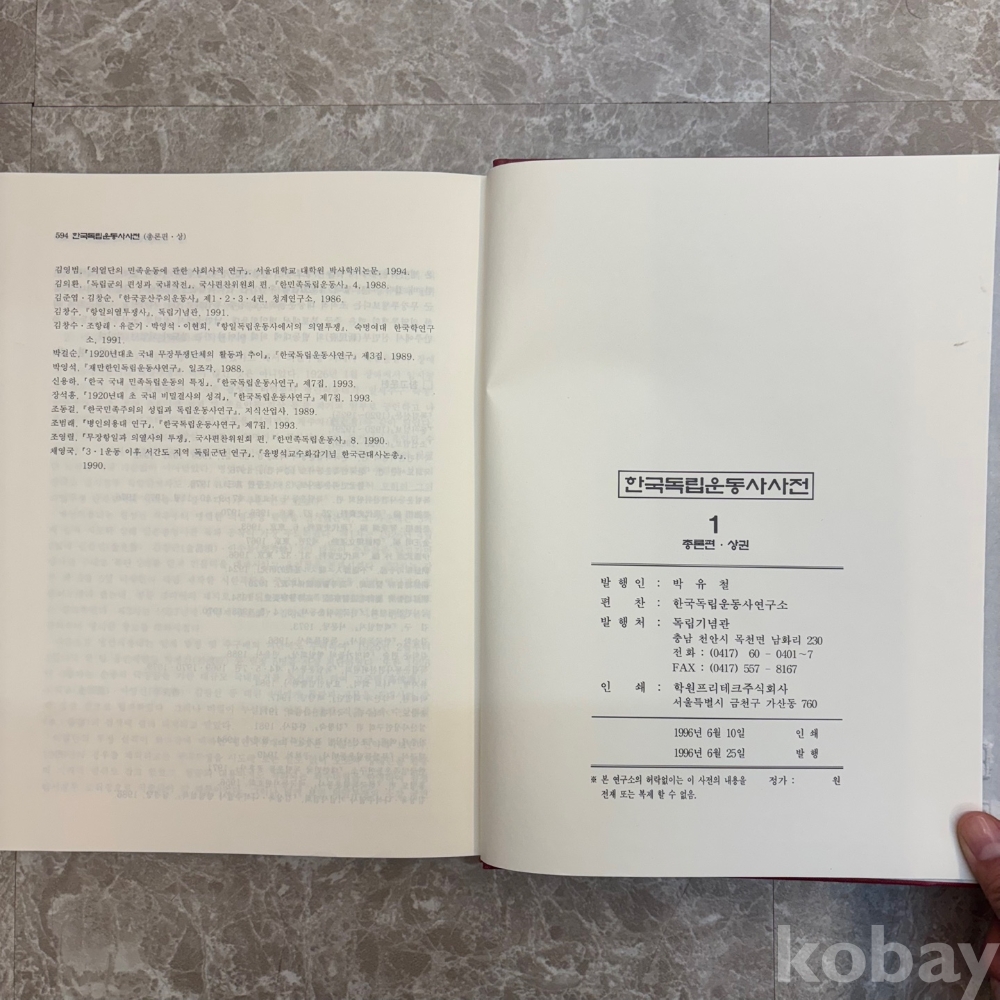 594 한국독립운동사사전 (총론편·상)
김영범,『의열단의 민족운동에 관한 사회사적 연구』, 서울대학교 대학원 박사학위논문, 1994.
김의환,『독립군의 편성과 국내작전』, 국사편찬위원회 편,『한민족독립운동사』4, 1988.
김준엽·김창순,『한국공산주의운동사』제1·2·3·4권, 청계연구소, 1986.
김창수,『항일의열투쟁사』, 독립기념관, 1991.
김창수·조항래·유준기·박영석·이현희,『항일독립운동사에서의 의열투쟁』, 숙명여대 한국학연구
소, 1991.
박걸순,『1920년대초 국내 무장투쟁단체의 활동과 추이』,『한국독립운동사연구』제3집, 1989.
박영석,『재만한인독립운동사연구』, 일조각, 1988.
신용하,『한국 국내 민족독립운동의 특징』,『한국독립운동사연구』제7집, 1993.
장석흥,『1920년대 초 국내 비밀결사의 성격』,『한국독립운동사연구』제7집, 1993.
조동걸,『한국민족주의의 성립과 독립운동사연구』, 지식산업사, 1989.
조범래,『병인의용대 연구』,『한국독립운동사연구』제7집, 1993.
조영렬,『무장항일과 의열사의 투쟁』, 국사편찬위원회 편,『한민족독립운동사』8, 1990.
채영국,『3·1운동 이후 서간도 지역 독립군단 연구』,『윤병석교수화갑기념 한국근대사논총』,
1990.
한국독립운동사사전
1
총론편·상권
발 행 인 : 박 유 철
편 찬 : 한국독립운동사연구소
발 행 처 : 독립기념관
충남 천안시 목천면 남화리 230
전화 : (0417) 60 - 0401~7
FAX : (0417) 557 - 8167
인 쇄 : 학원프리테크주식회사
서울특별시 금천구 가산동 760
1996년 6월 10일 인 쇄
1996년 6월 25일 발 행
※ 본 연구소의 허락없이는 이 사전의 내용을 정가 : 원
전재 또는 복제 할 수 없음.
kobay